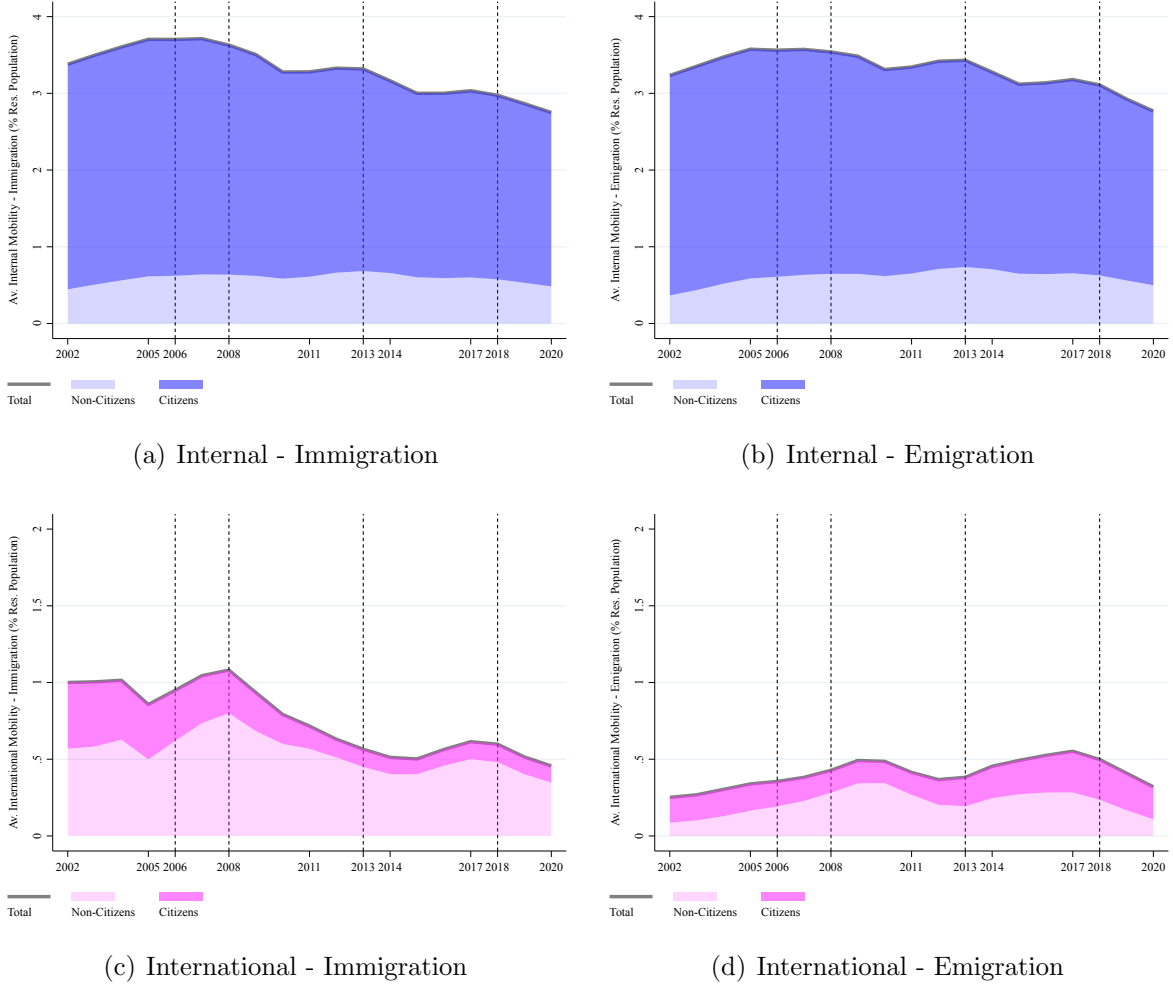 Av. Internal Mobility - Immigration (% Res. Population)
4
3
2
1
0
2002 2005 2006 2008 2011 2013 2014 2017 2018 2020
Total Non-Citizens Citizens
(a) Internal - Immigration
Av. Internal Mobility - Emigration (% Res. Population)
4
3
2
1
0
2002 2005 2006 2008 2011 2013 2014 2017 2018 2020
Total Non-Citizens Citizens
(b) Internal - Emigration
Av. International Mobility - Immigration (% Res. Population)
2
1.5
1
.5
0
2002 2005 2006 2008 2011 2013 2014 2017 2018 2020
Total Non-Citizens Citizens
(c) International - Immigration
Av. International Mobility - Emigration (% Res. Population)
2
1.5
1
.5
0
2002 2005 2006 2008 2011 2013 2014 2017 2018 2020
Total Non-Citizens Citizens
(d) International - Emigration